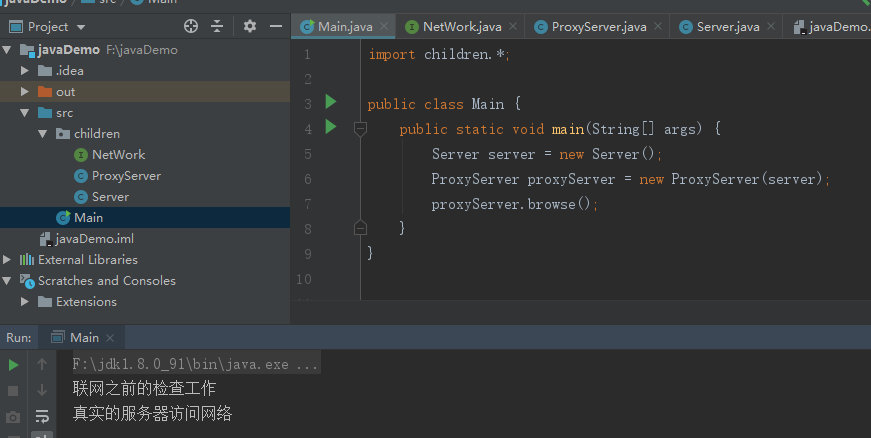 javaDemo src Main
Project
javaDemo F:\javaDemo
.idea
out
src
children
NetWork
ProxyServer
Server
Main
javaDemo.iml
External Libraries
Scratches and Consoles
Extensions
Main.java NetWork.java ProxyServer.java Server.java javaDemo.
1 import children.*;
2
3 public class Main {
4 public static void main(String[] args) {
5 Server server = new Server();
6 ProxyServer proxyServer = new ProxyServer(server);
7 proxyServer.browse();
8 }
9 }
10
Run: Main
F:\jdk1.8.0_91\bin\java.exe ...
联网之前的检查工作
真实的服务器访问网络